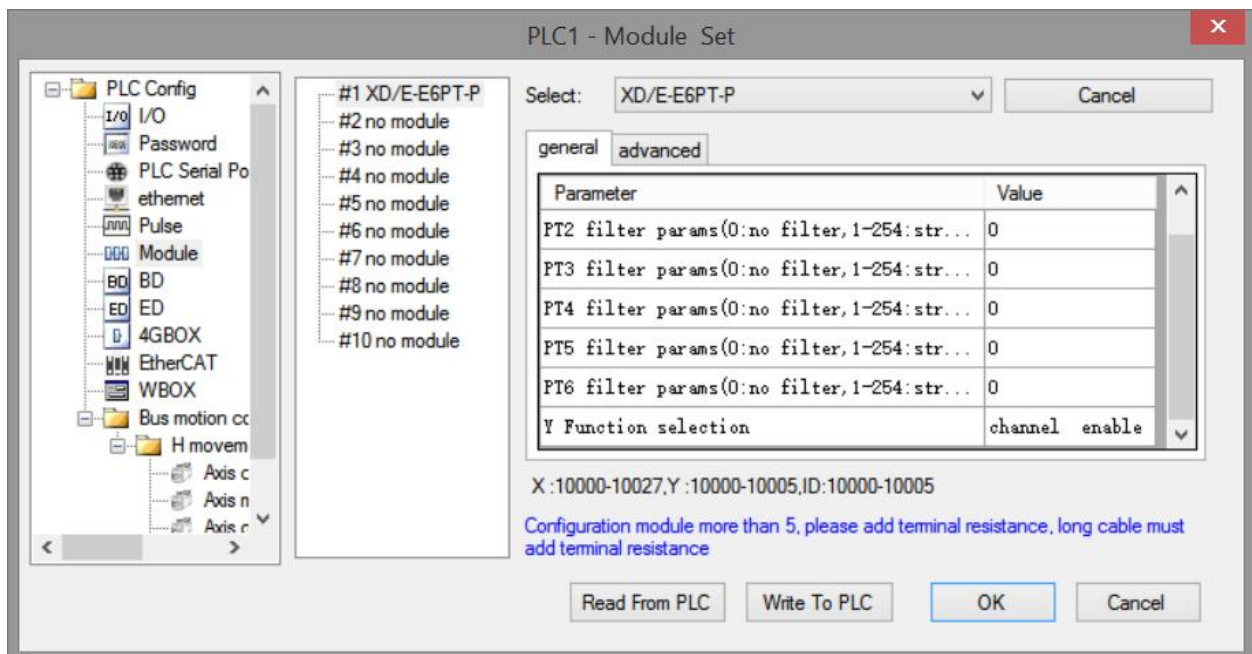 PLC1 - Module Set
PLC Config
I/O
Password
PLC Serial Po
ethernet
Pulse
Module
BD
ED
4GBOX
EtherCAT
WBOX
Bus motion cc
H movem
Axis c
Axis n
Axis c
#1 XD/E-E6PT-P
#2 no module
#3 no module
#4 no module
#5 no module
#6 no module
#7 no module
#8 no module
#9 no module
#10 no module
Select: XD/E-E6PT-P Cancel
general advanced
Parameter Value
PT2 filter params(0:no filter,1-254:str... 0
PT3 filter params(0:no filter,1-254:str... 0
PT4 filter params(0:no filter,1-254:str... 0
PT5 filter params(0:no filter,1-254:str... 0
PT6 filter params(0:no filter,1-254:str... 0
Y Function selection channel enable
X :10000-10027,Y :10000-10005,ID:10000-10005
Configuration module more than 5, please add terminal resistance, long cable must
add terminal resistance
Read From PLC Write To PLC OK Cancel